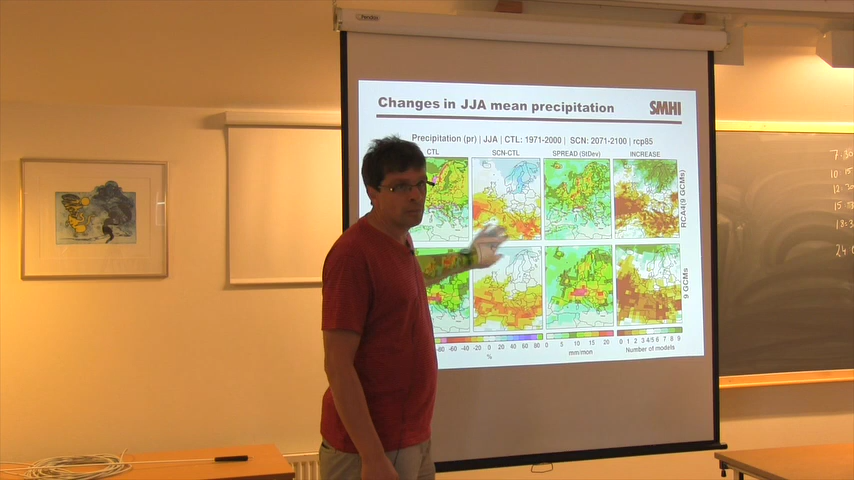 Changes in JJA mean precipitation
SMHI
Precipitation (pr) | JJA | CTL: 1971-2000 | SCN: 2071-2100 | rcp85
CTL SCN-CTL SPREAD (StDev) INCREASE
RCA4(9 GCMs)
9 GCMs
-80 -60 -40 -20 0 20 40 60 80
%
0 5 10 15 20
mm/mon
0 1 2 3 4 5 6 7 8 9
Number of models